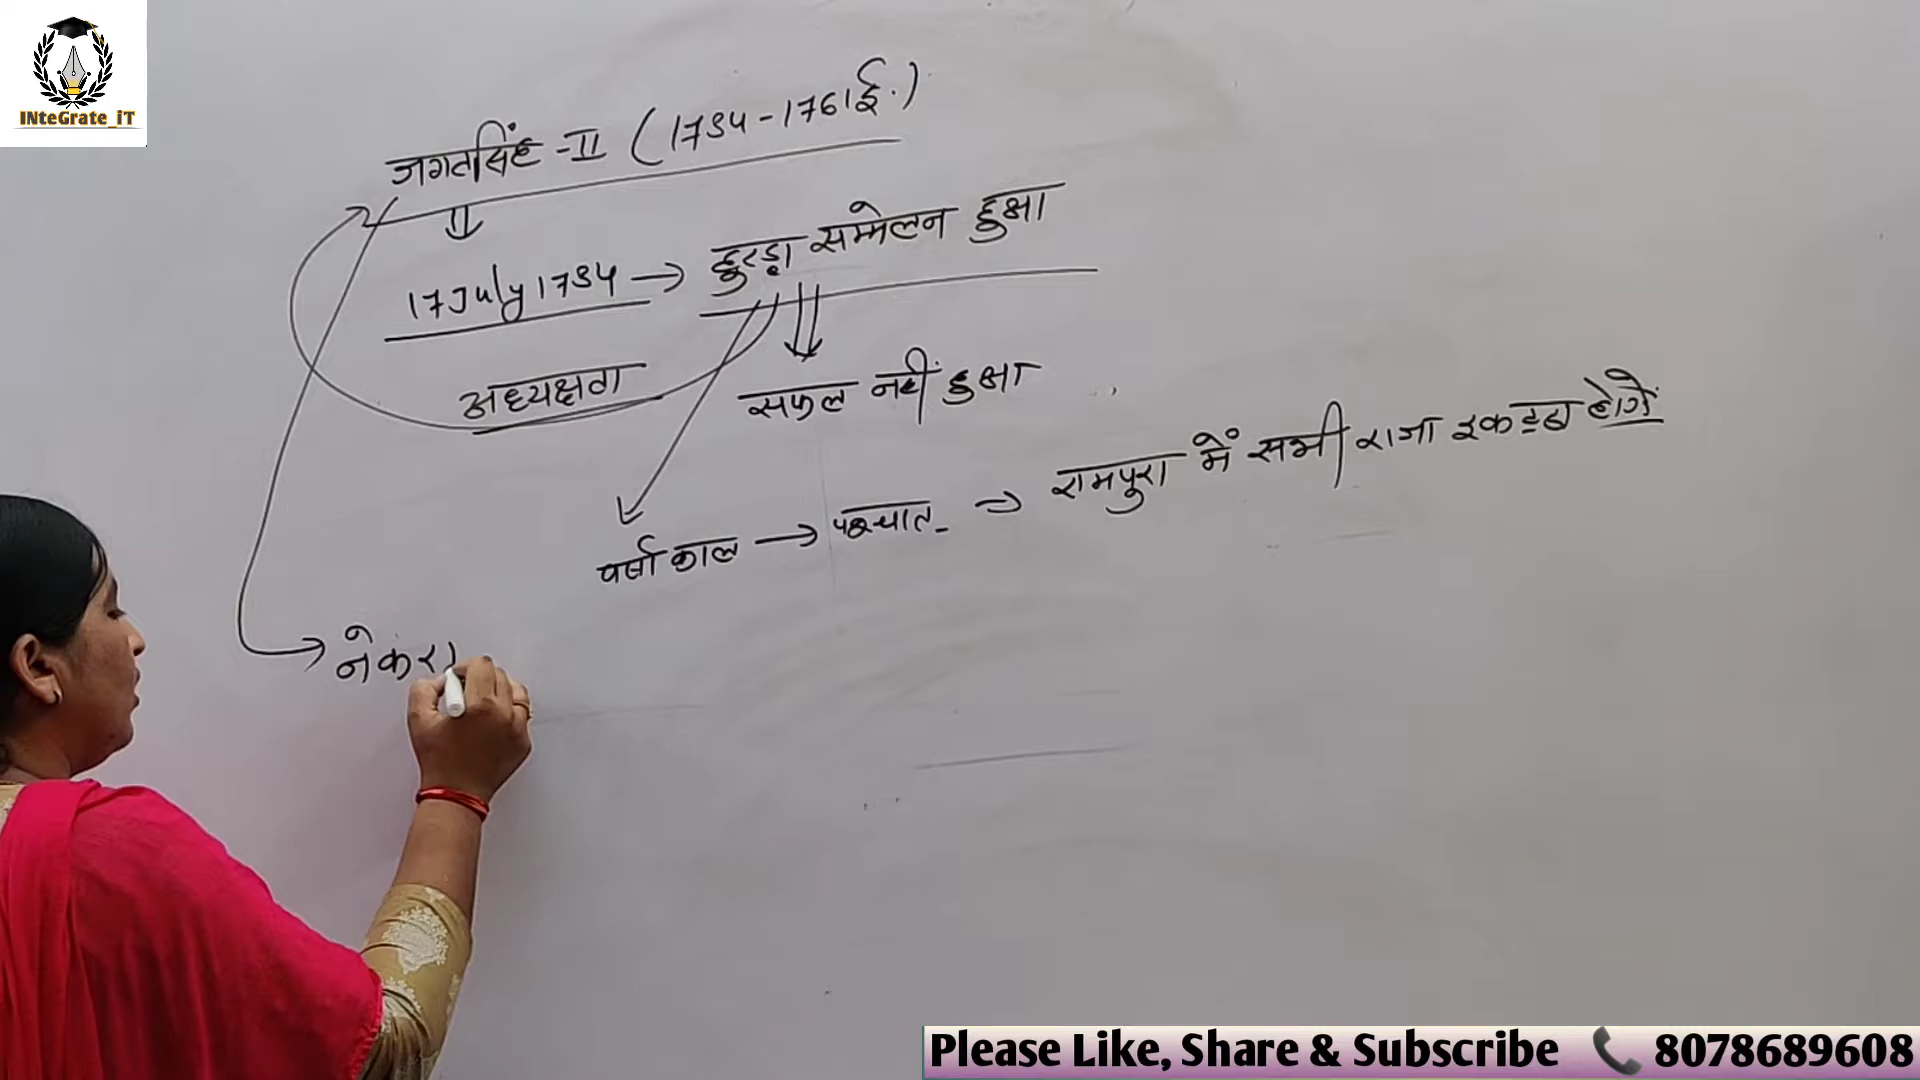 INteGrate_iT
जगतसिंह -II (1734-1761ई.)
17 July 1734 → हुरड़ा सम्मेलन हुआ
अध्यक्षता
सफल नहीं हुआ
वर्षा काल → पश्चात → रामपुरा में सभी राजा इकट्ठा होगें
नेकरा
Please Like, Share & Subscribe 8078689608